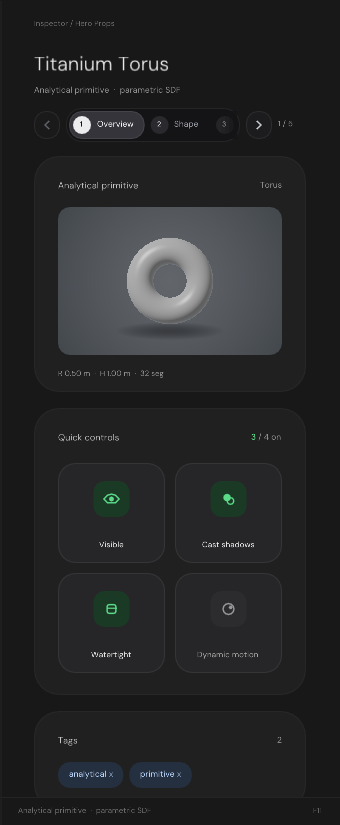 Inspector / Hero Props
Titanium Torus
Analytical primitive · parametric SDF
1 Overview 2 Shape 3 1 / 5
Analytical primitive Torus
R 0.50 m · H 1.00 m · 32 seg
Quick controls 3 / 4 on
Visible Cast shadows
Watertight Dynamic motion
Tags 2
analytical x primitive x
Analytical primitive · parametric SDF